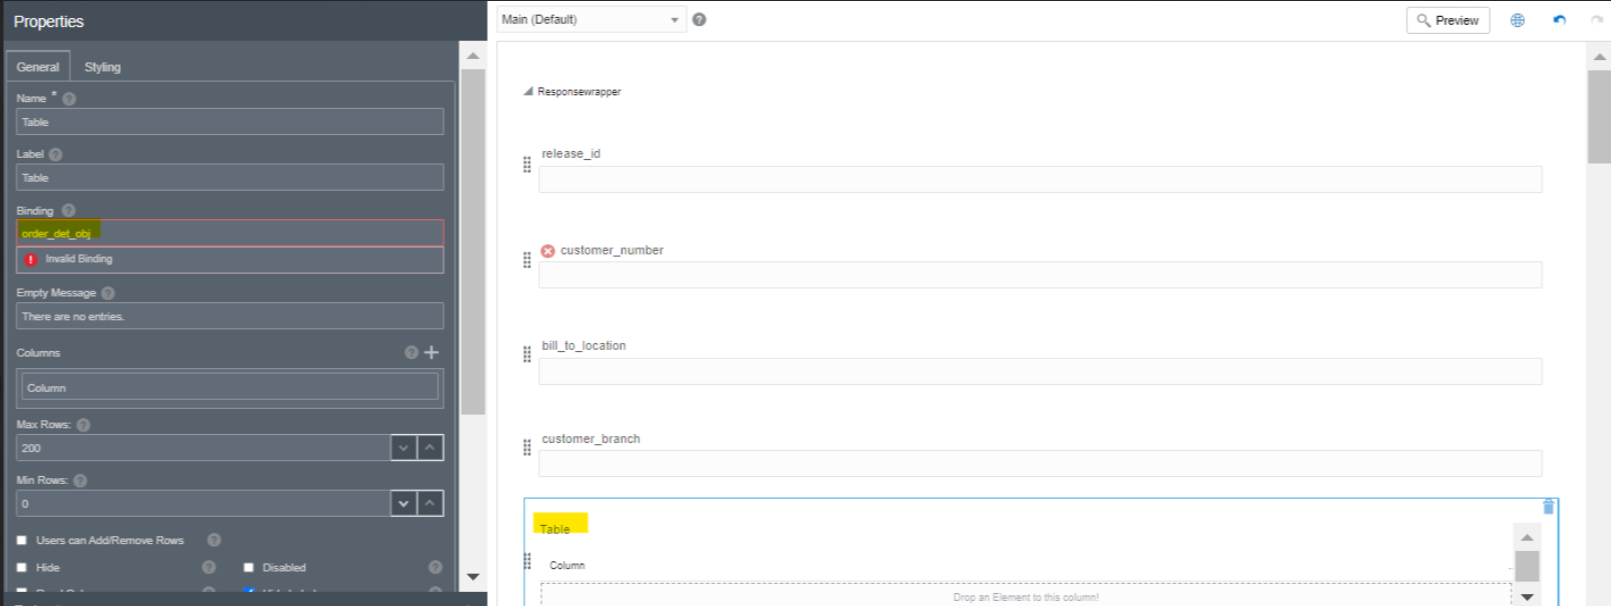 Properties
General Styling
Name *
Table
Label
Table
Binding
order_det_obj
Invalid Binding
Empty Message
There are no entries.
Columns
Column
Max Rows:
200
Min Rows:
0
Users can Add/Remove Rows
Hide Disabled
Main (Default)
Preview
Responsewrapper
release_id
customer_number
bill_to_location
customer_branch
Table
Column
Drop an Element to this column!